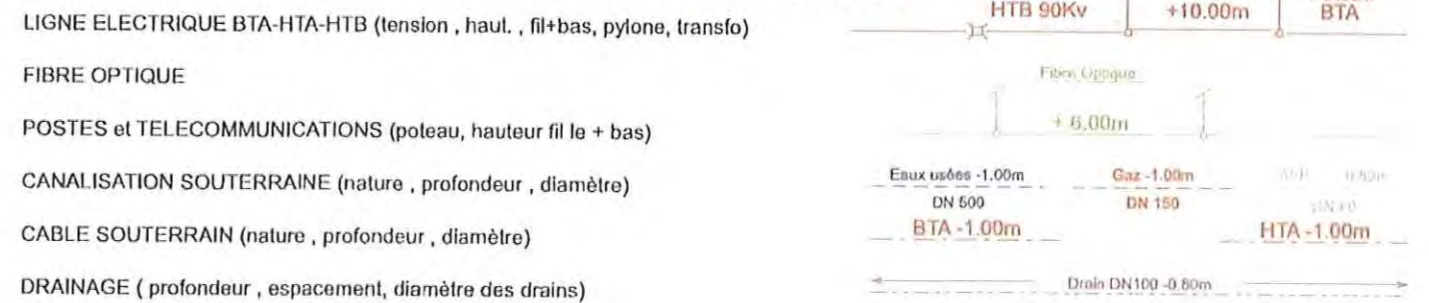 HTB 90Kv +10.00m BTA
LIGNE ELECTRIQUE BTA-HTA-HTB (tension , haut. , fil+bas, pylone, transfo)
FIBRE OPTIQUE Fibre Optique
POSTES et TELECOMMUNICATIONS (poteau, hauteur fil le + bas) + 6.00m
CANALISATION SOUTERRAINE (nature , profondeur , diamètre) Eaux usées -1.00m Gaz -1.00m
DN 500 DN 150
CABLE SOUTERRAIN (nature , profondeur , diamètre) BTA -1.00m HTA -1.00m
DRAINAGE ( profondeur , espacement, diamètre des drains) Drain DN100 -0.80m